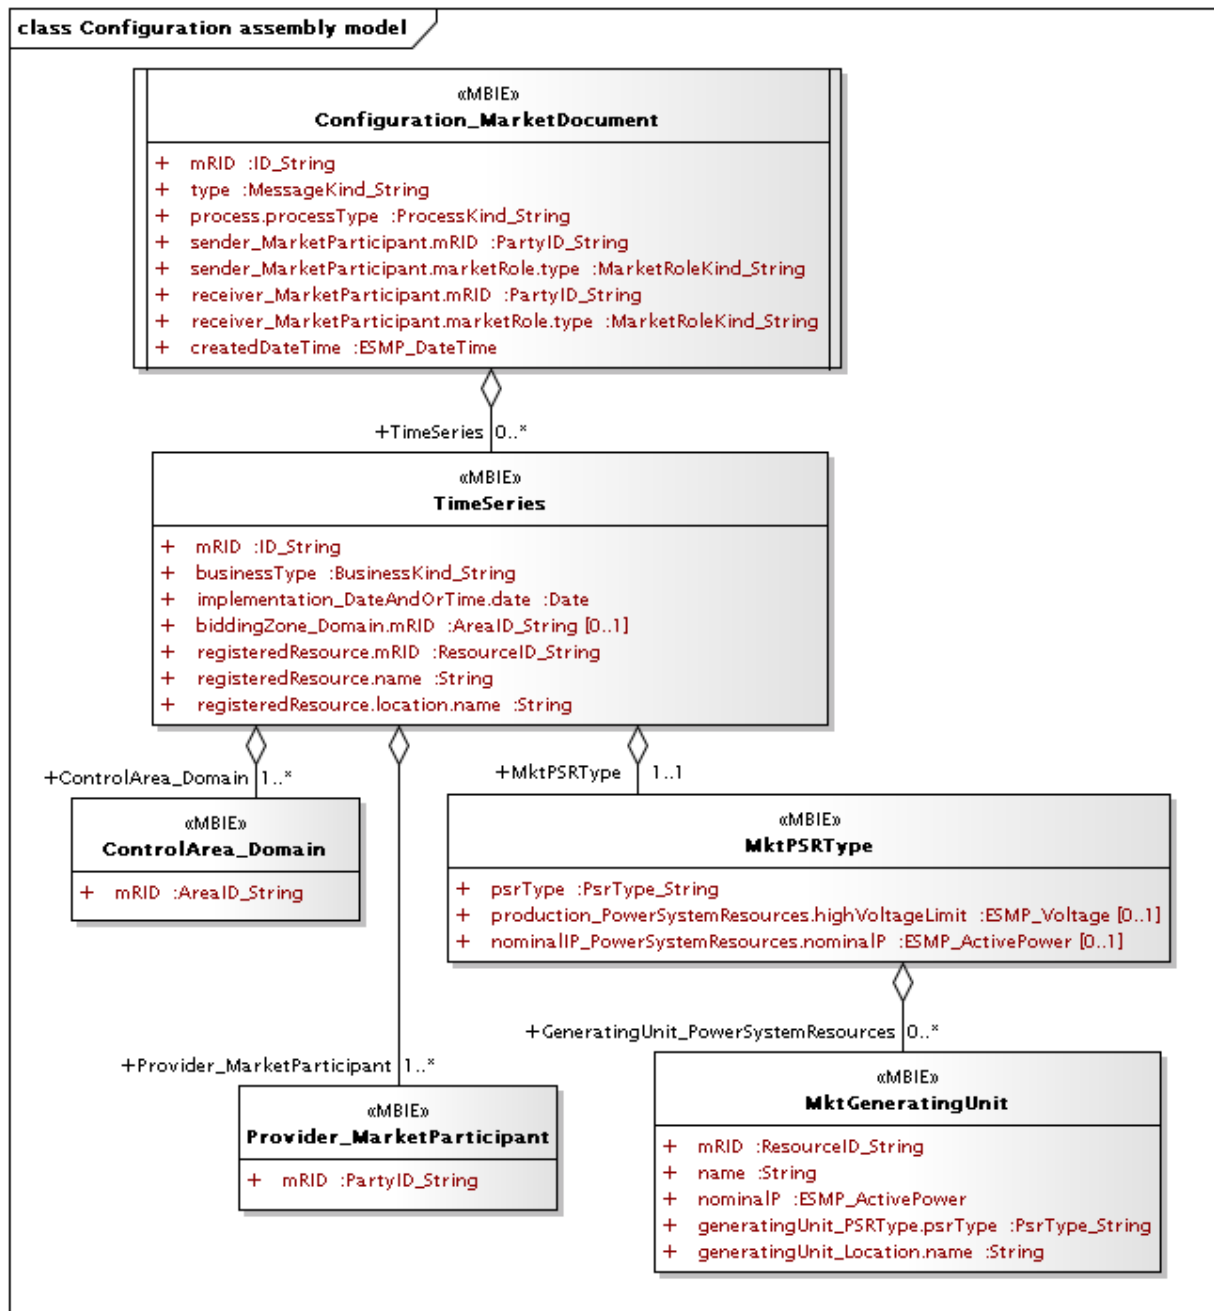 class Configuration assembly model
«MBIE»
Configuration_MarketDocument
+ mRID :ID_String
+ type :MessageKind_String
+ process.processType :ProcessKind_String
+ sender_MarketParticipant.mRID :PartyID_String
+ sender_MarketParticipant.marketRole.type :MarketRoleKind_String
+ receiver_MarketParticipant.mRID :PartyID_String
+ receiver_MarketParticipant.marketRole.type :MarketRoleKind_String
+ createdDateTime :ESMP_DateTime
+TimeSeries 0..*
«MBIE»
TimeSeries
+ mRID :ID_String
+ businessType :BusinessKind_String
+ implementation_DateAndOrTime.date :Date
+ biddingZone_Domain.mRID :AreaID_String [0..1]
+ registeredResource.mRID :ResourceID_String
+ registeredResource.name :String
+ registeredResource.location.name :String
+ControlArea_Domain 1..*
«MBIE»
ControlArea_Domain
+ mRID :AreaID_String
+MktPSRType 1..1
«MBIE»
MktPSRType
+ psrType :PsrType_String
+ production_PowerSystemResources.highVoltageLimit :ESMP_Voltage [0..1]
+ nominalIP_PowerSystemResources.nominalP :ESMP_ActivePower [0..1]
+Provider_MarketParticipant 1..*
«MBIE»
Provider_MarketParticipant
+ mRID :PartyID_String
+GeneratingUnit_PowerSystemResources 0..*
«MBIE»
MktGeneratingUnit
+ mRID :ResourceID_String
+ name :String
+ nominalP :ESMP_ActivePower
+ generatingUnit_PSRType.psrType :PsrType_String
+ generatingUnit_Location.name :String